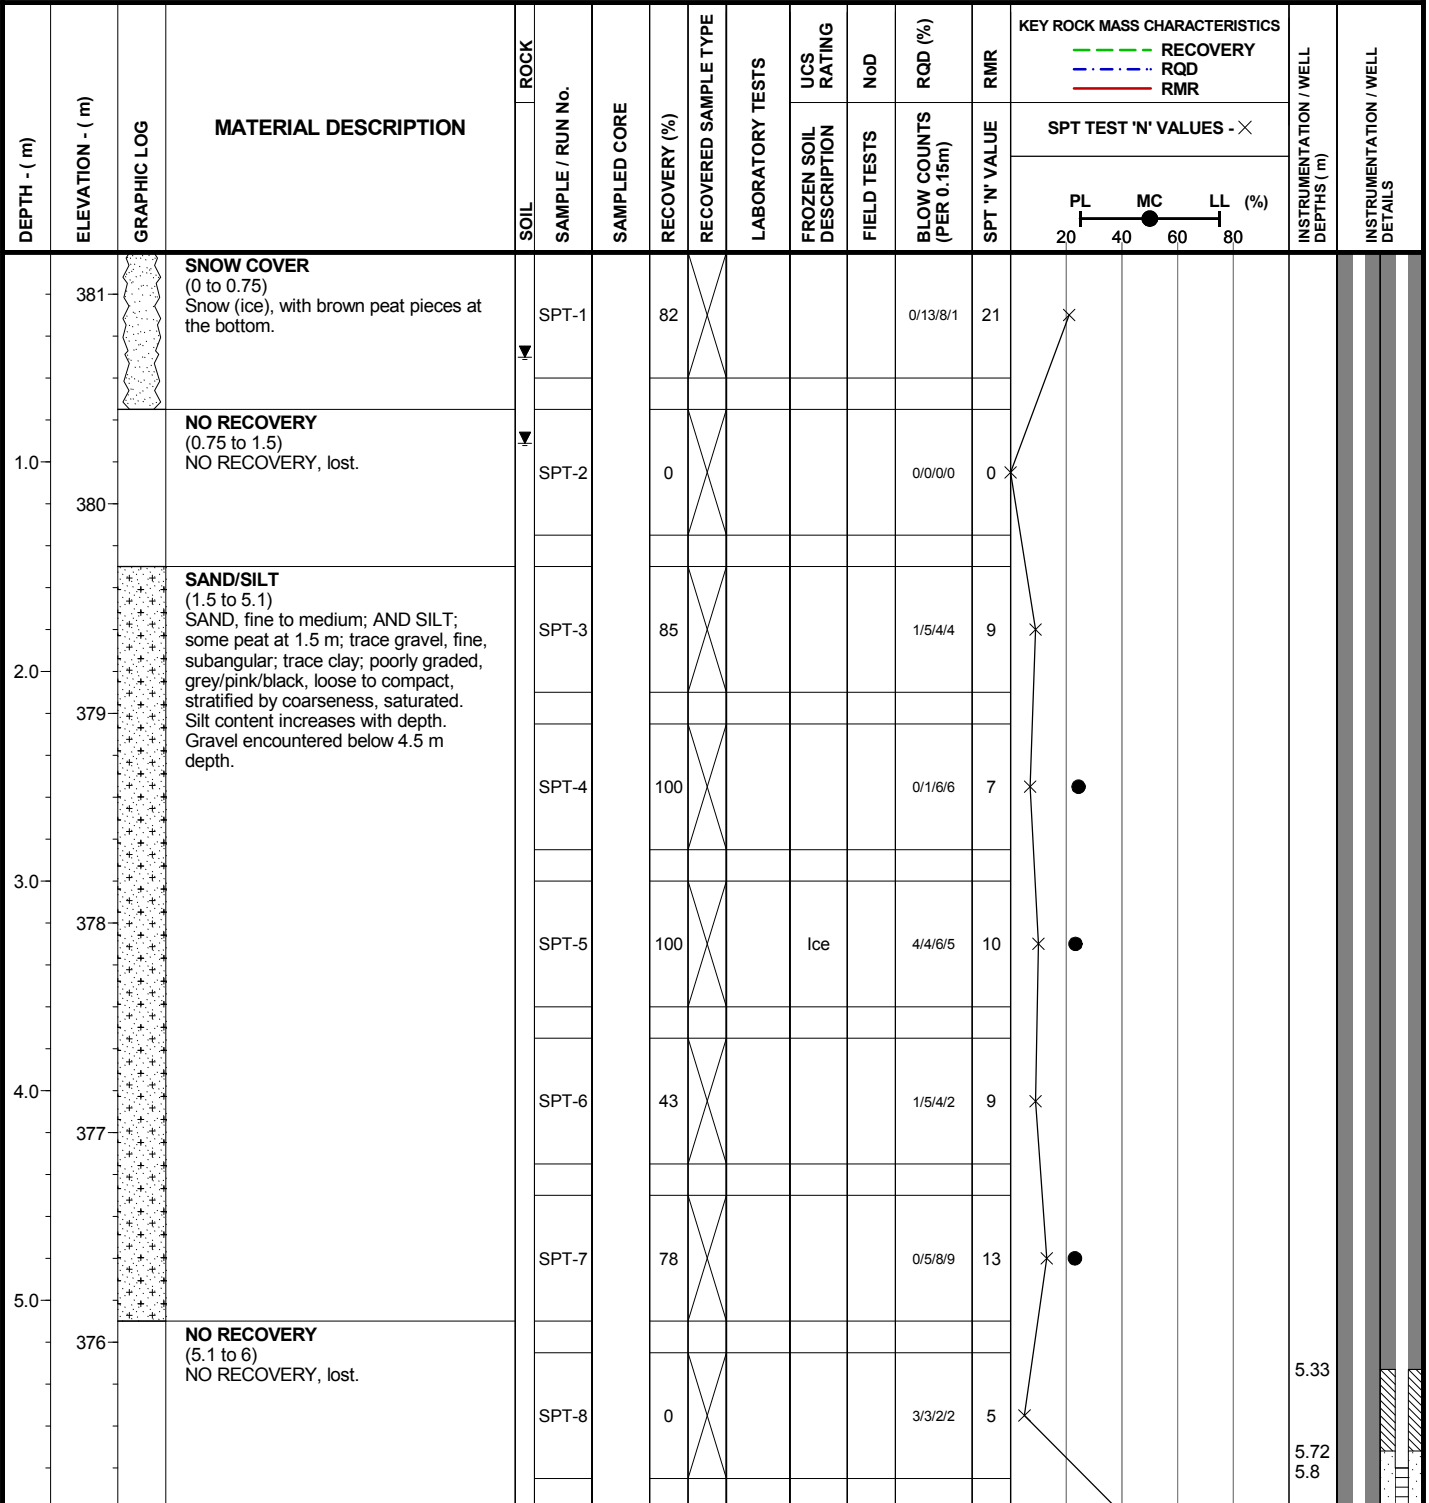 DEPTH - ( m)
ELEVATION - ( m)
GRAPHIC LOG
MATERIAL DESCRIPTION
SOIL
ROCK
SAMPLE / RUN No.
SAMPLED CORE
RECOVERY (%)
RECOVERED SAMPLE TYPE
LABORATORY TESTS
UCS
RATING
FROZEN SOIL
DESCRIPTION
NoD
FIELD TESTS
RQD (%)
BLOW COUNTS
(PER 0.15m)
RMR
SPT 'N' VALUE
KEY ROCK MASS CHARACTERISTICS
RECOVERY
RQD
RMR
SPT TEST 'N' VALUES - X
PL MC LL (%)
20 40 60 80
INSTRUMENTATION / WELL
DEPTHS ( m)
INSTRUMENTATION / WELL
DETAILS
SNOW COVER
(0 to 0.75)
Snow (ice), with brown peat pieces at
the bottom.
381
SPT-1 82 0/13/8/1 21
NO RECOVERY
(0.75 to 1.5)
NO RECOVERY, lost.
1.0
SPT-2 0 0/0/0/0 0
380
SAND/SILT
(1.5 to 5.1)
SAND, fine to medium; AND SILT;
some peat at 1.5 m; trace gravel, fine,
subangular; trace clay; poorly graded,
grey/pink/black, loose to compact,
stratified by coarseness, saturated.
Silt content increases with depth.
Gravel encountered below 4.5 m
depth.
SPT-3 85 1/5/4/4 9
2.0
379
SPT-4 100 0/1/6/6 7
3.0
378
SPT-5 100 Ice 4/4/6/5 10
4.0
SPT-6 43 1/5/4/2 9
377
SPT-7 78 0/5/8/9 13
5.0
NO RECOVERY
(5.1 to 6)
NO RECOVERY, lost.
376
5.33
SPT-8 0 3/3/2/2 5
5.72
5.8